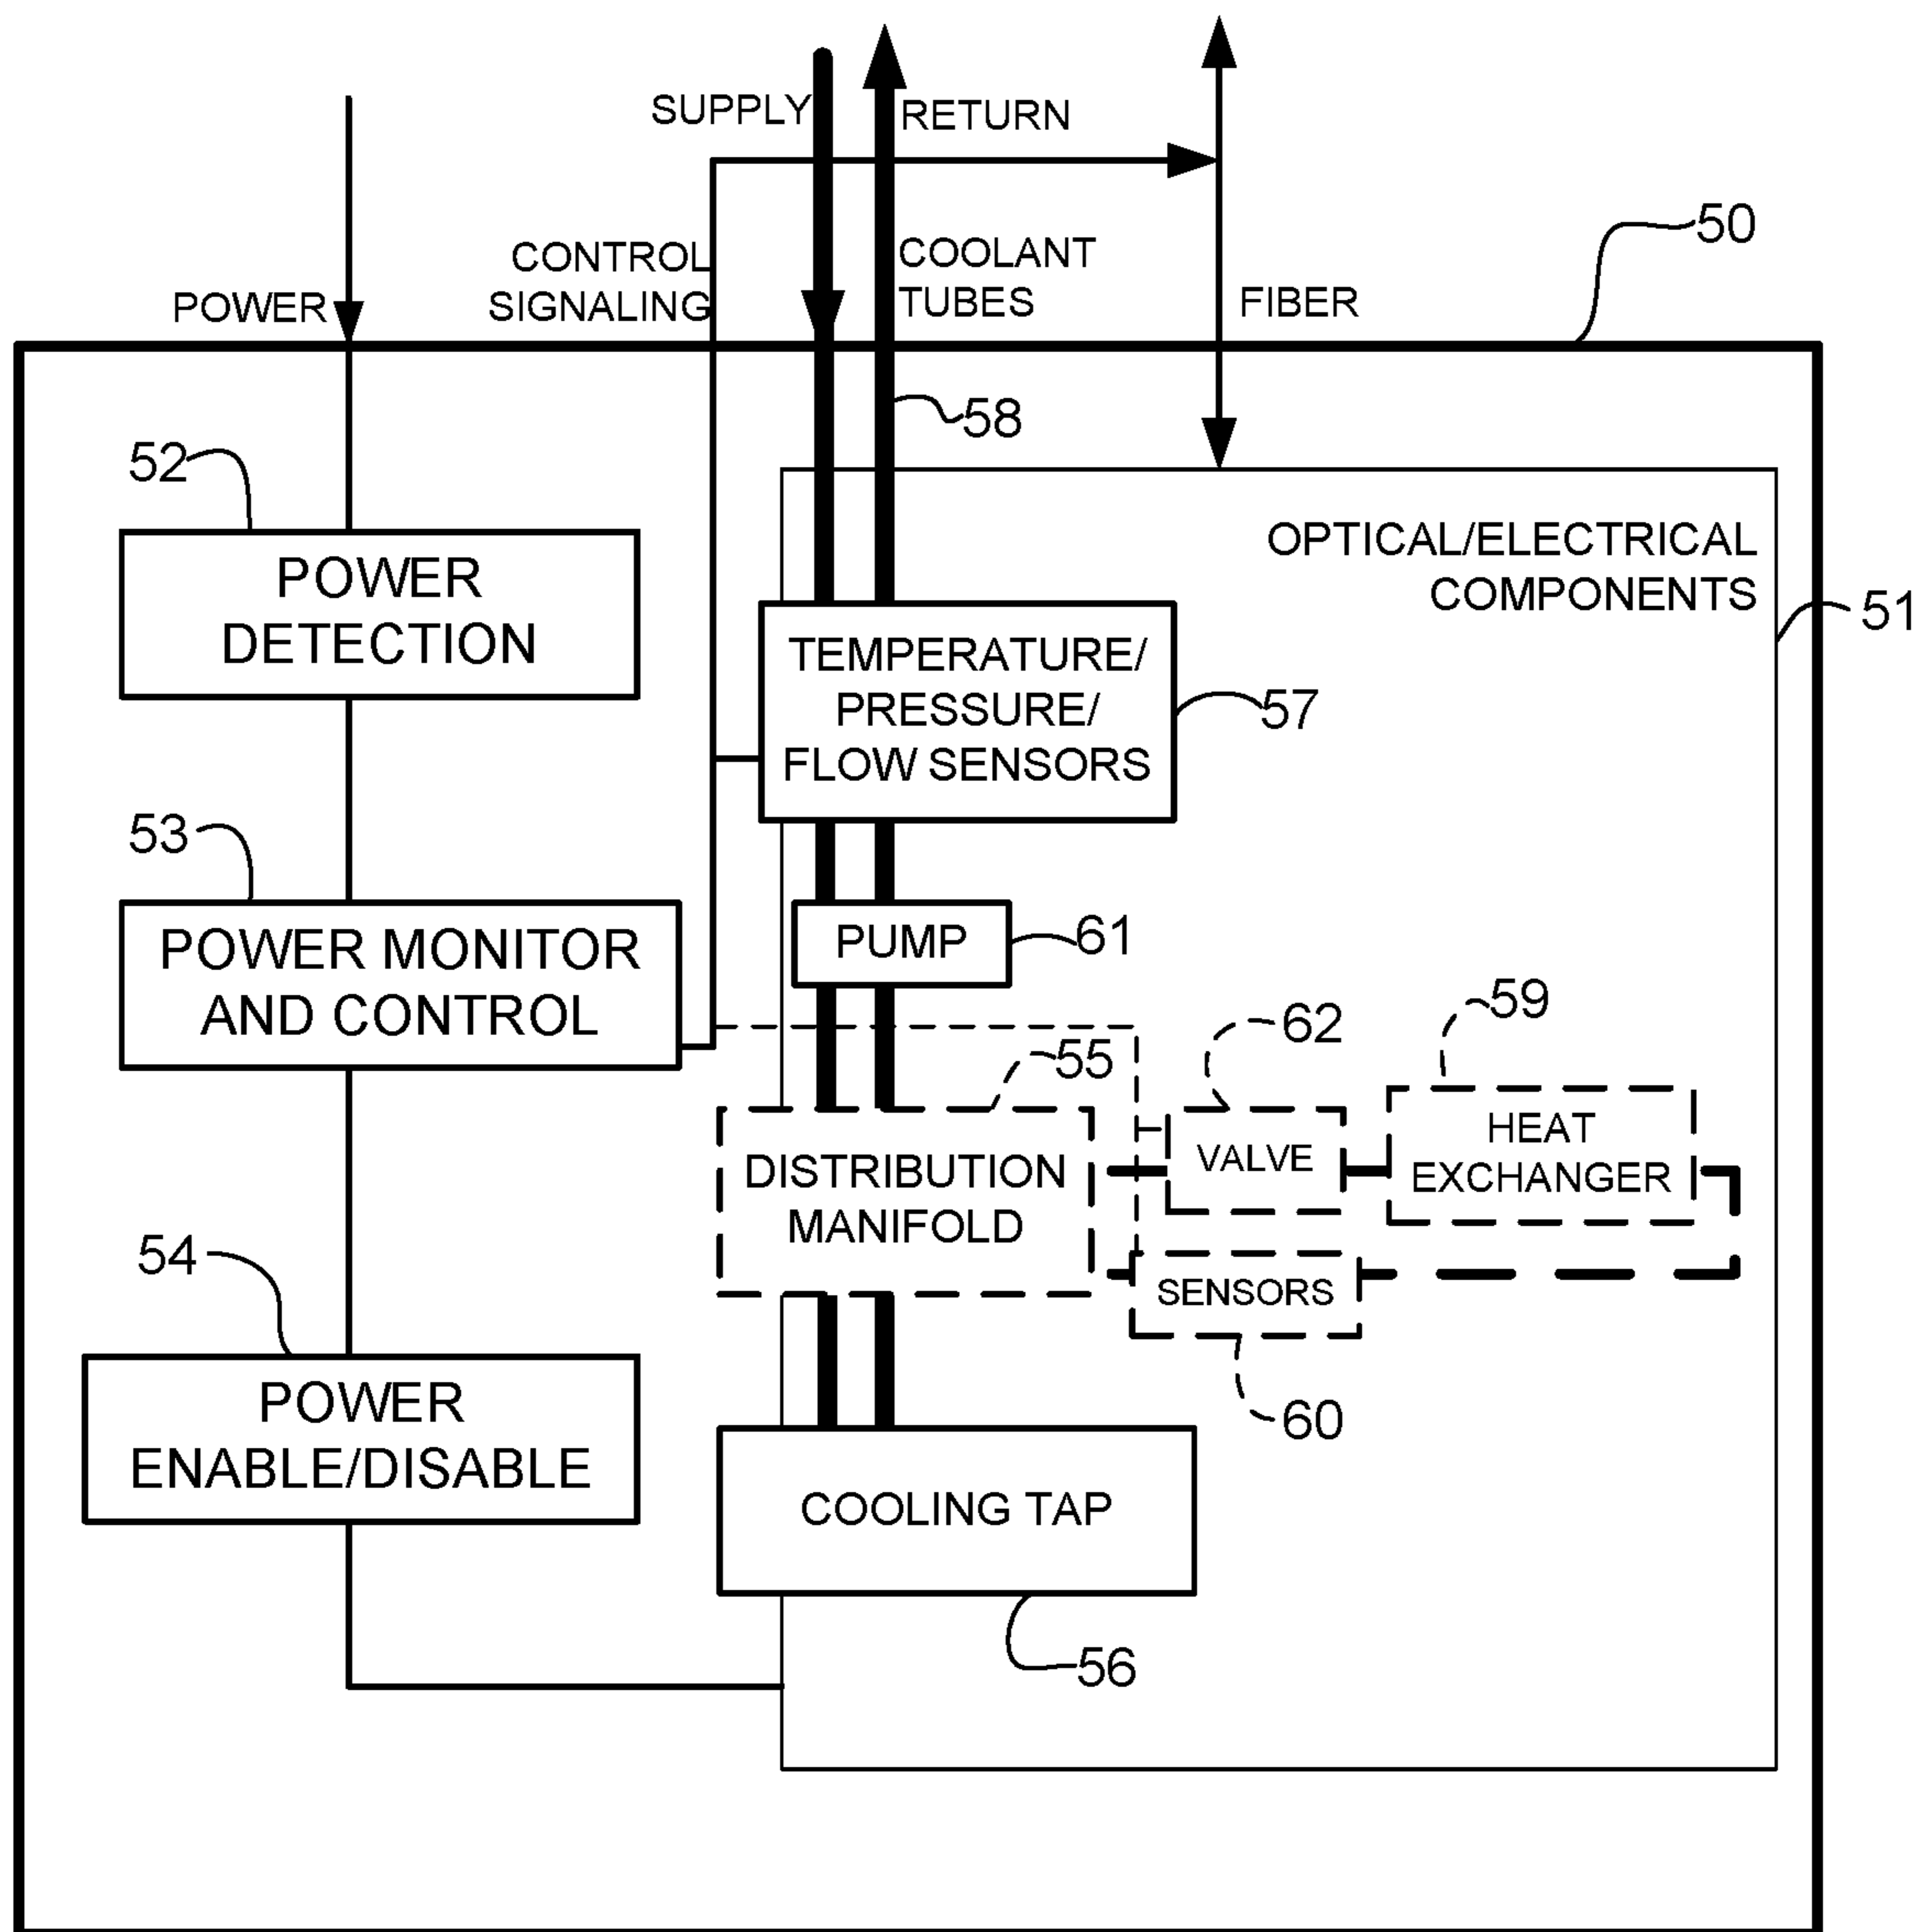 SUPPLY
RETURN
CONTROL
SIGNALING
COOLANT
TUBES
POWER
FIBER
50
58
52
OPTICAL/ELECTRICAL
COMPONENTS
51
POWER
DETECTION
TEMPERATURE/
PRESSURE/
FLOW SENSORS
57
53
POWER MONITOR
AND CONTROL
PUMP
61
62
59
55
DISTRIBUTION
MANIFOLD
VALVE
HEAT
EXCHANGER
54
SENSORS
60
POWER
ENABLE/DISABLE
COOLING TAP
56